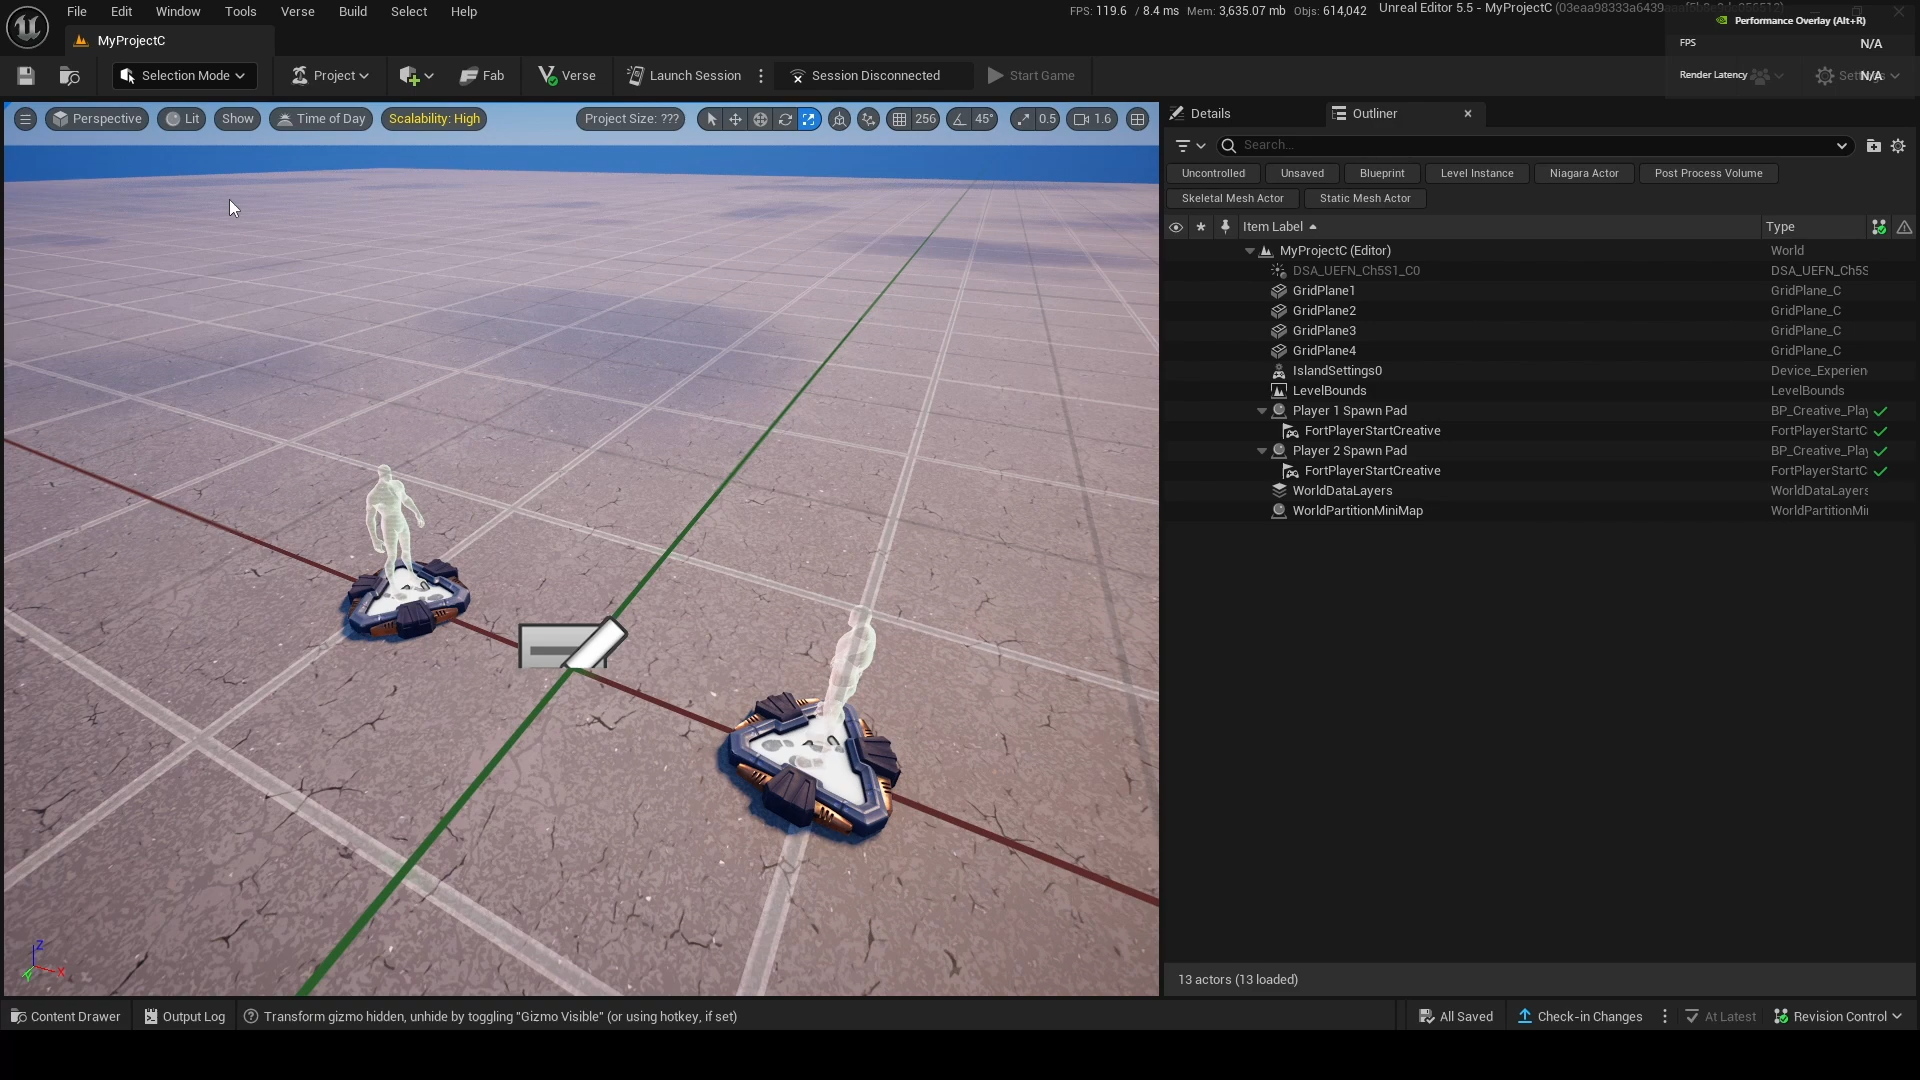 File Edit Window Tools Verse Build Select Help
FPS: 119.6 / 8.4 ms Mem: 3,635.07 mb Objs: 614,042
Unreal Editor 5.5 - MyProjectC
Performance Overlay (Alt+R)
FPS N/A
Render Latency N/A
MyProjectC
Selection Mode Project Fab Verse Launch Session Session Disconnected Start Game
Perspective Lit Show Time of Day Scalability: High Project Size: ??? 256 45° 0.5 1.6
Details Outliner
Search...
Uncontrolled Unsaved Blueprint Level Instance Niagara Actor Post Process Volume
Skeletal Mesh Actor Static Mesh Actor
Item Label Type
MyProjectC (Editor) World
DSA_UEFN_Ch5S1_C0 DSA_UEFN_Ch5S
GridPlane1 GridPlane_C
GridPlane2 GridPlane_C
GridPlane3 GridPlane_C
GridPlane4 GridPlane_C
IslandSettings0 Device_Experien
LevelBounds LevelBounds
Player 1 Spawn Pad BP_Creative_Play
FortPlayerStartCreative FortPlayerStartC
Player 2 Spawn Pad BP_Creative_Play
FortPlayerStartCreative FortPlayerStartC
WorldDataLayers WorldDataLayers
WorldPartitionMiniMap WorldPartitionMi
Z
X
Y
13 actors (13 loaded)
Content Drawer Output Log Transform gizmo hidden, unhide by toggling "Gizmo Visible" (or using hotkey, if set) All Saved Check-in Changes At Latest Revision Control